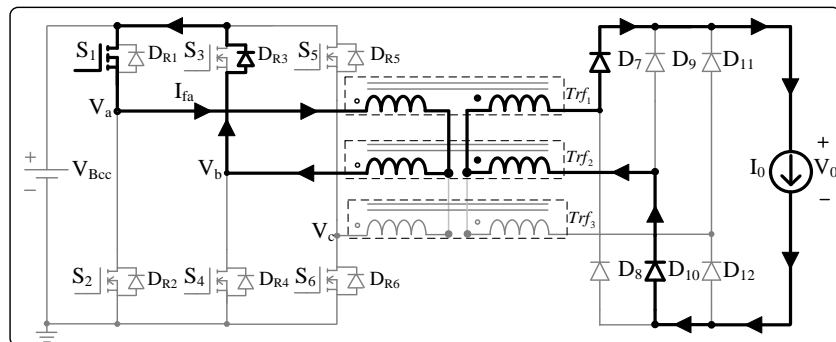 S1 DR1 S3 DR3 S5 DR5
D7 D9 D11
Ifa
Trf1
Va
Trf2
+
VBcc
−
Vb
I0
+
V0
−
Vc
Trf3
S2 DR2 S4 DR4 S6 DR6
D8 D10 D12